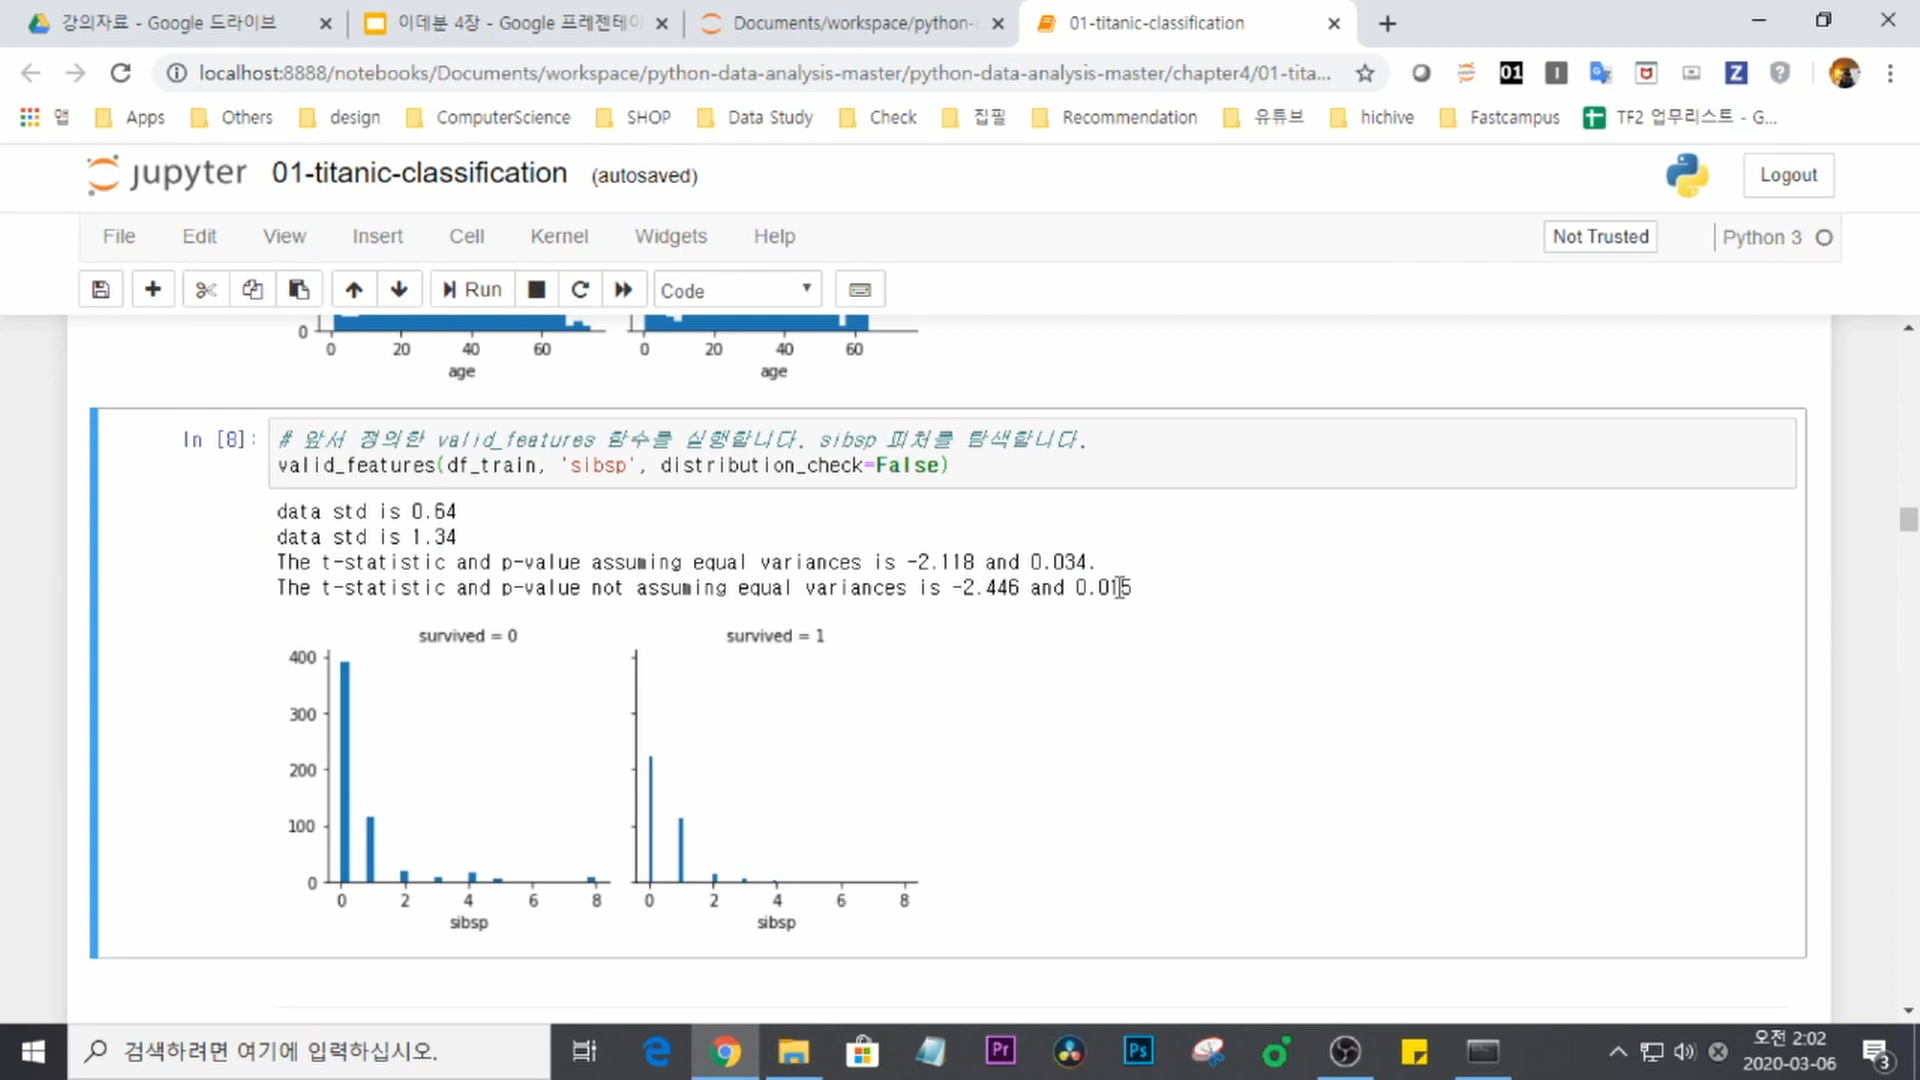 강의자료 - Google 드라이브
이데분 4장 - Google 프레젠테이
Documents/workspace/python-
01-titanic-classification
localhost:8888/notebooks/Documents/workspace/python-data-analysis-master/python-data-analysis-master/chapter4/01-tita...
앱
Apps
Others
design
ComputerScience
SHOP
Data Study
Check
집필
Recommendation
유튜브
hichive
Fastcampus
TF2 업무리스트 - G...
jupyter
01-titanic-classification (autosaved)
Logout
File Edit View Insert Cell Kernel Widgets Help
Not Trusted
Python 3
Run
Code
0
0 20 40 60
0 20 40 60
age
age
In [8]:
# 앞서 정의한 valid_features 함수를 실행합니다. sibsp 피처를 탐색합니다.
valid_features(df_train, 'sibsp', distribution_check=False)
data std is 0.64
data std is 1.34
The t-statistic and p-value assuming equal variances is -2.118 and 0.034.
The t-statistic and p-value not assuming equal variances is -2.446 and 0.015
survived = 0
survived = 1
400
300
200
100
0
0 2 4 6 8
0 2 4 6 8
sibsp
sibsp
검색하려면 여기에 입력하십시오.
Pr
Ps
오전 2:02
2020-03-06
3